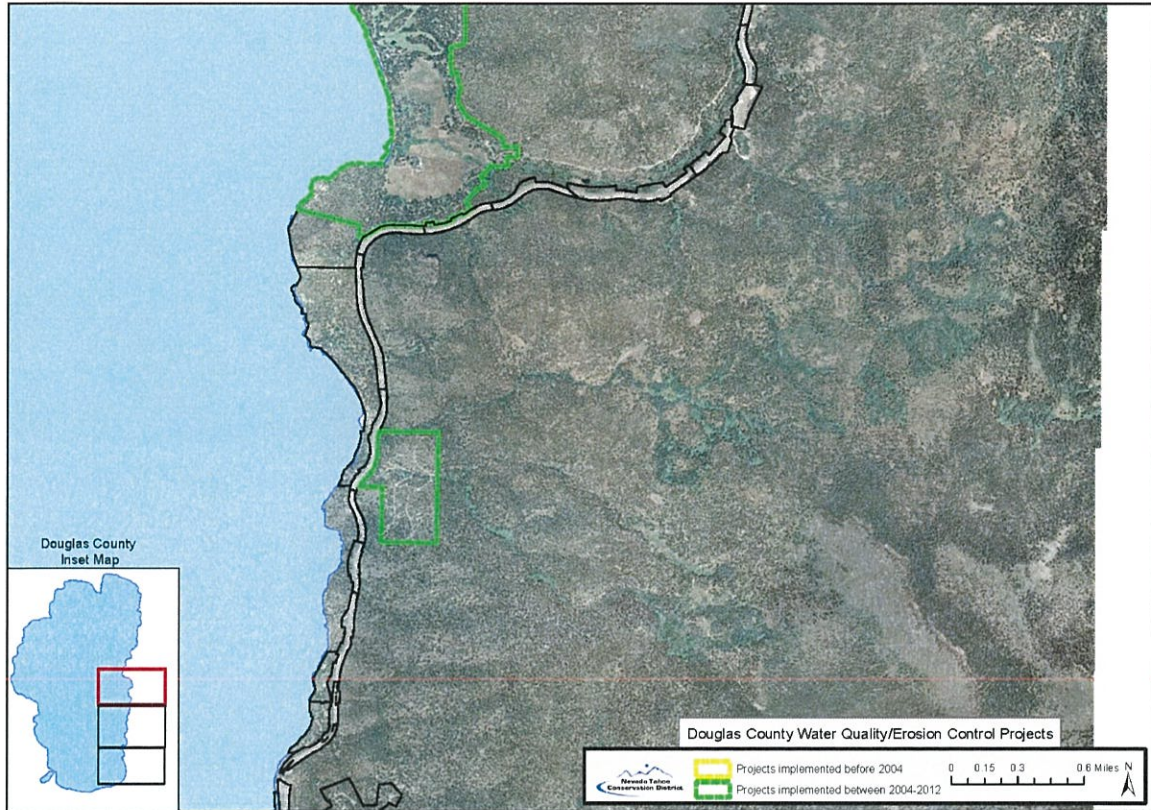 Douglas County
Inset Map
Douglas County Water Quality/Erosion Control Projects
Nevada Tahoe
Conservation District
Projects implemented before 2004
Projects implemented between 2004-2012
0 0.15 0.3 0.6 Miles
N